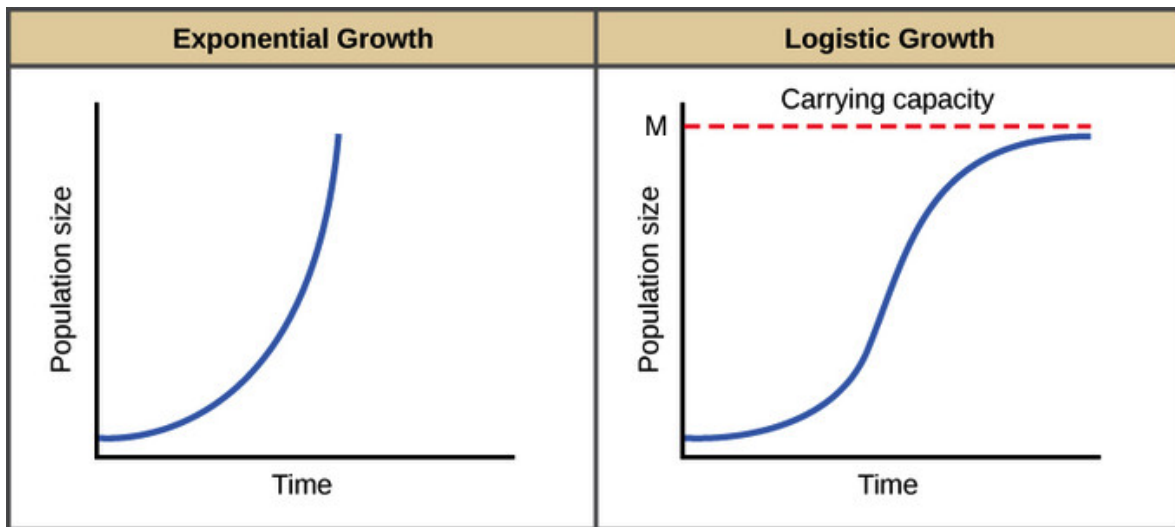 Exponential Growth
Logistic Growth
Population size
Time
Carrying capacity
M
Population size
Time